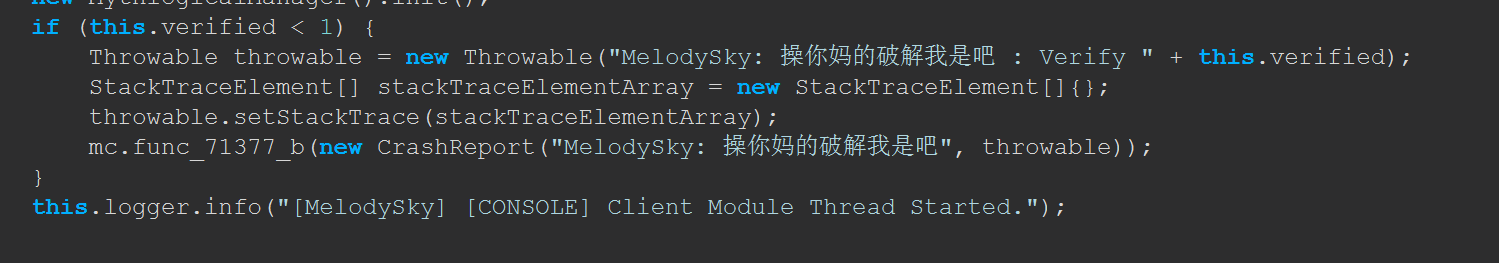 new MythlogicalManager().init();
if (this.verified < 1) {
Throwable throwable = new Throwable("MelodySky: 操你妈的破解我是吧 : Verify " + this.verified);
StackTraceElement[] stackTraceElementArray = new StackTraceElement[]{};
throwable.setStackTrace(stackTraceElementArray);
mc.func_71377_b(new CrashReport("MelodySky: 操你妈的破解我是吧", throwable));
}
this.logger.info("[MelodySky] [CONSOLE] Client Module Thread Started.");